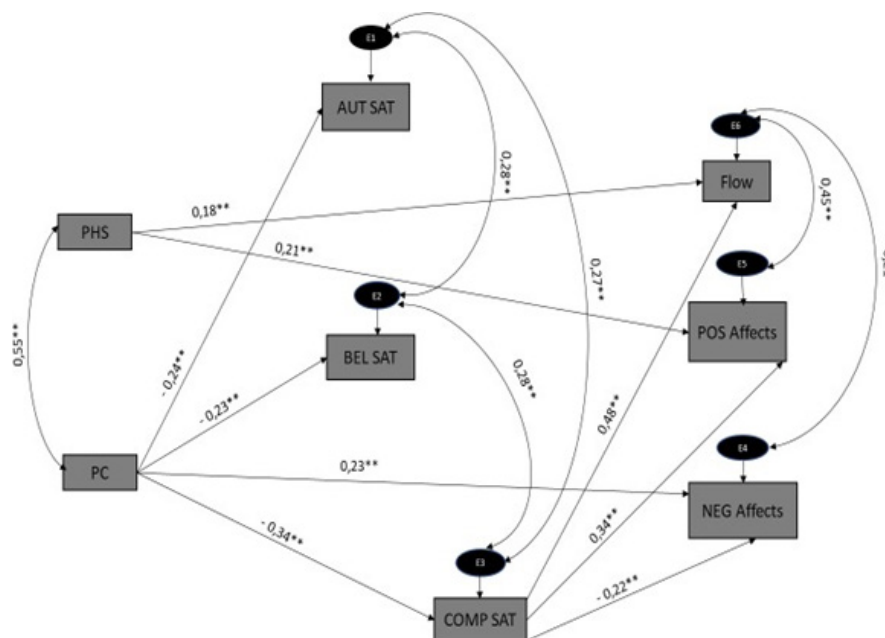 E1
AUT SAT
E6
Flow
0,28**
0,45**
0,18**
PHS
0,21**
E5
0,27**
E2
POS Affects
BEL SAT
0,55**
- 0,24**
0,28**
- 0,23**
0,48**
E4
0,23**
PC
NEG Affects
0,34**
- 0,34**
E3
- 0,22**
COMP SAT